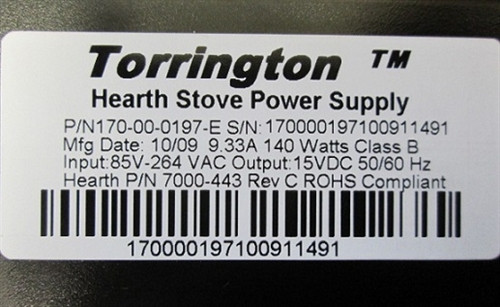 Torrington ™
Hearth Stove Power Supply
P/N170-00-0197-E S/N:170000197100911491
Mfg Date: 10/09 9.33A 140 Watts Class B
Input:85V-264 VAC Output:15VDC 50/60 Hz
Hearth P/N 7000-443 Rev C ROHS Compliant
170000197100911491